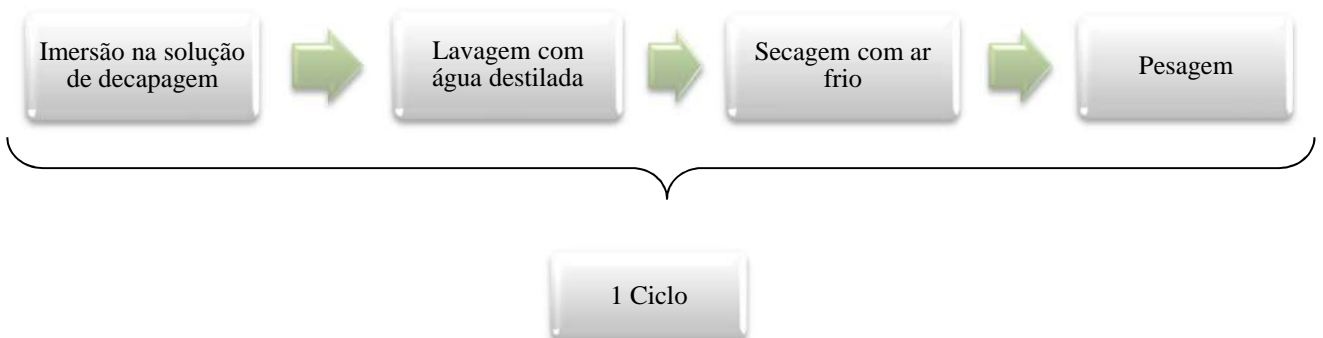 Imersão na solução
de decapagem
Lavagem com
água destilada
Secagem com ar
frio
Pesagem
1 Ciclo